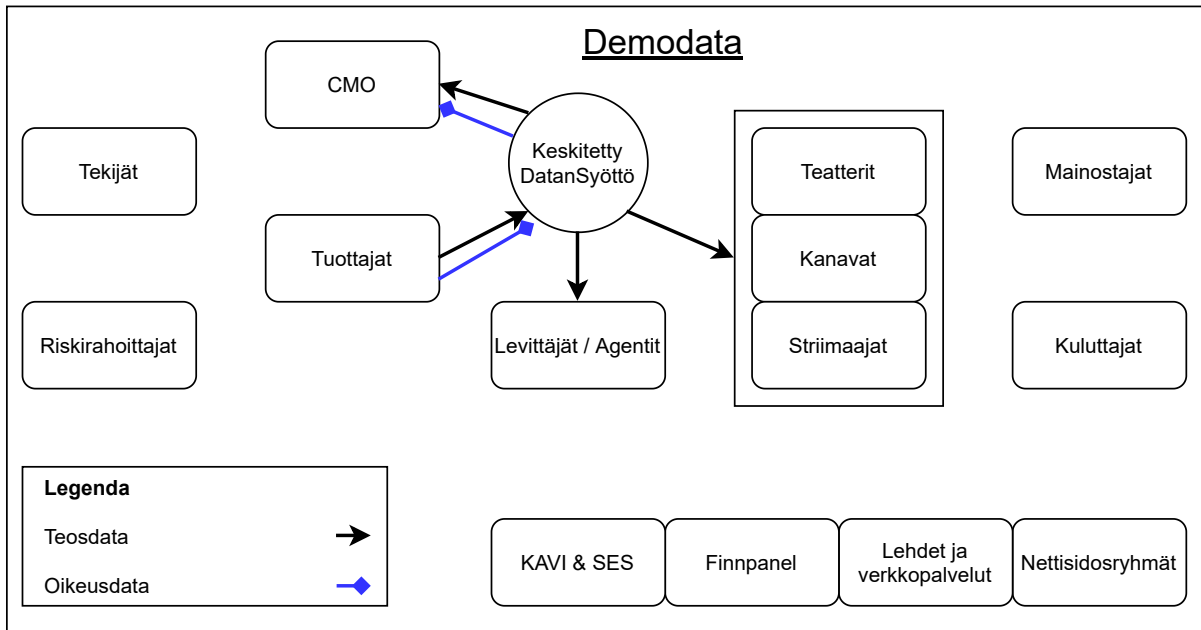 Demodata
CMO
Keskitetty
DatanSyöttö
Tekijät
Teatterit
Mainostajat
Tuottajat
Kanavat
Riskirahoittajat
Levittäjät / Agentit
Striimaajat
Kuluttajat
Legenda
Teosdata
Oikeusdata
KAVI & SES
Finnpanel
Lehdet ja
verkkopalvelut
Nettisidosryhmät